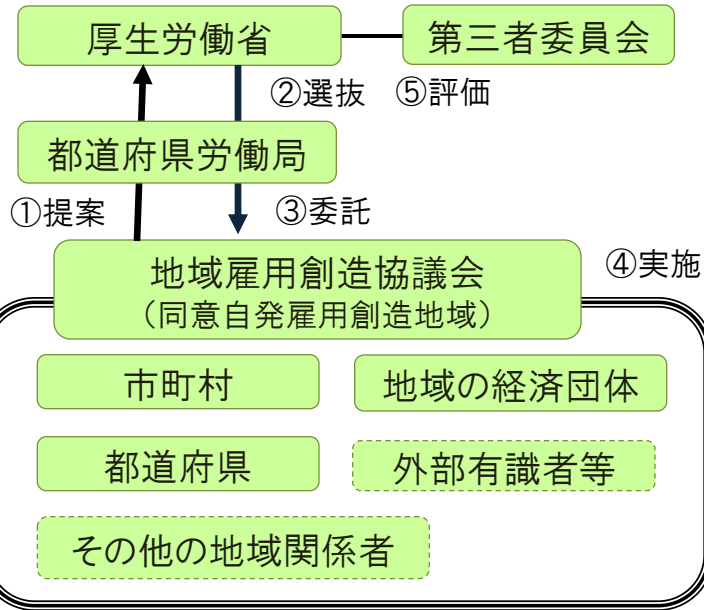 厚生労働省
第三者委員会
②選抜
⑤評価
都道府県労働局
①提案
③委託
地域雇用創造協議会
（同意自発雇用創造地域）
④実施
市町村
地域の経済団体
都道府県
外部有識者等
その他の地域関係者